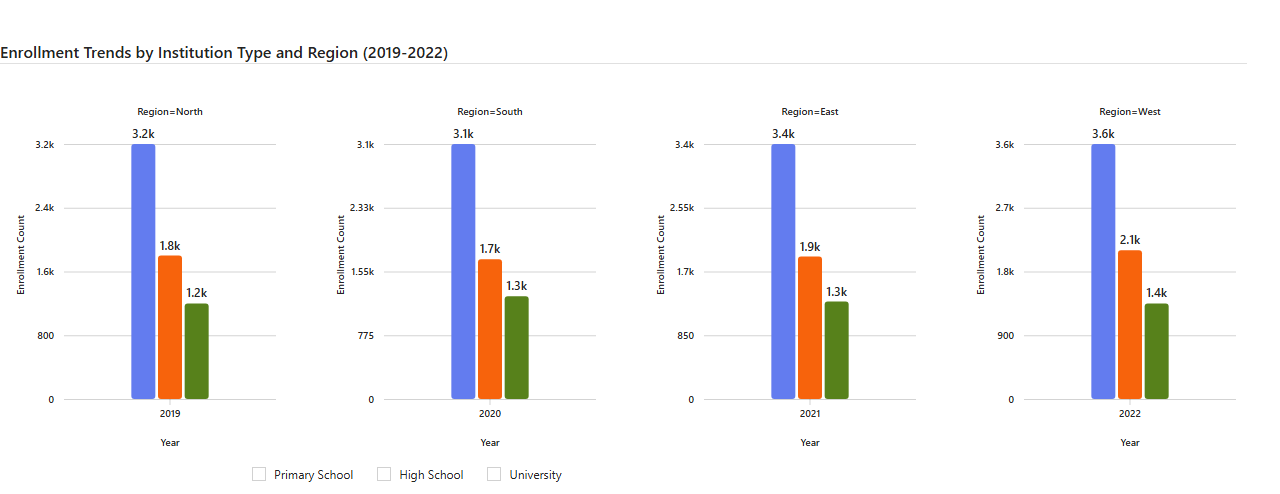 Enrollment Trends by Institution Type and Region (2019-2022)
Region=North
3.2k
2.4k
1.6k
800
0
Enrollment Count
3.2k
1.8k
1.2k
2019
Year
Region=South
3.1k
2.33k
1.55k
775
0
Enrollment Count
3.1k
1.7k
1.3k
2020
Year
Region=East
3.4k
2.55k
1.7k
850
0
Enrollment Count
3.4k
1.9k
1.3k
2021
Year
Region=West
3.6k
2.7k
1.8k
900
0
Enrollment Count
3.6k
2.1k
1.4k
2022
Year
Primary School
High School
University